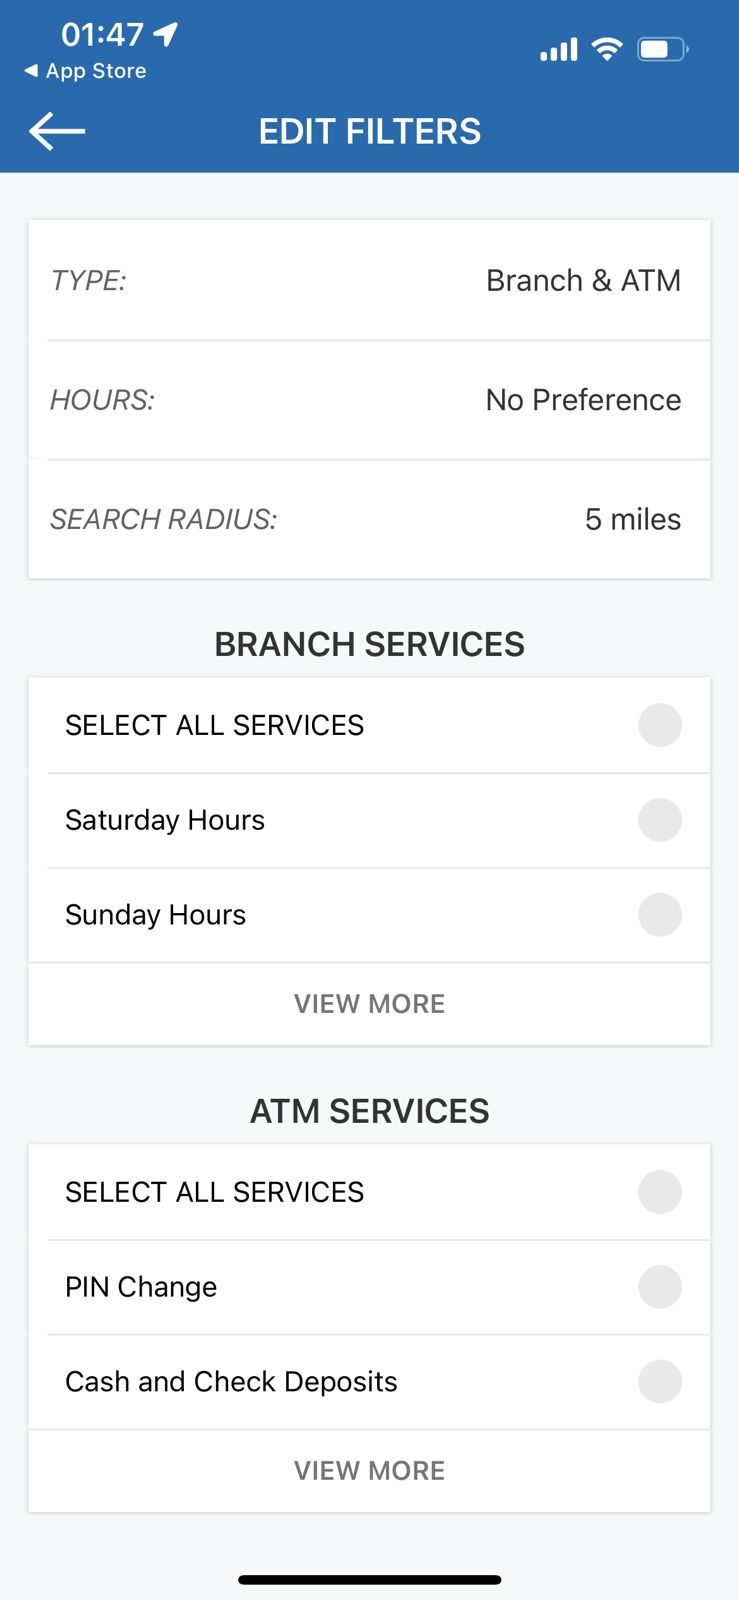 01:47
App Store
EDIT FILTERS
TYPE: Branch & ATM
HOURS: No Preference
SEARCH RADIUS: 5 miles
BRANCH SERVICES
SELECT ALL SERVICES
Saturday Hours
Sunday Hours
VIEW MORE
ATM SERVICES
SELECT ALL SERVICES
PIN Change
Cash and Check Deposits
VIEW MORE